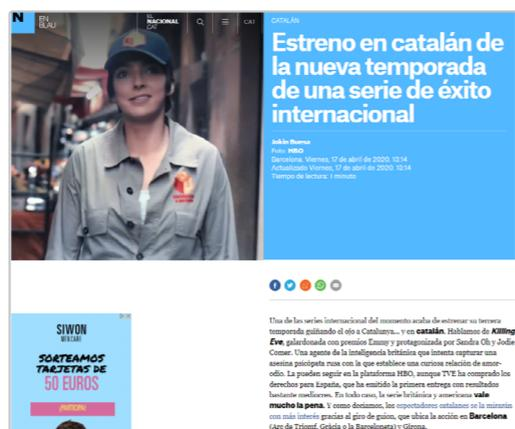 N
EN
BLAU
EL
NACIONAL
.CAT
CAT
CATALÁN
Estreno en catalán de
la nueva temporada
de una serie de éxito
internacional
Jokin Buesa
Foto: HBO
Barcelona. Viernes, 17 de abril de 2020. 13:14
Actualizado Viernes, 17 de abril de 2020. 13:14
Tiempo de lectura: 1 minuto
Una de las series internacional del momento acaba de estrenar su tercera
temporada guiñando el ojo a Catalunya... y en catalán. Hablamos de Killing
Eve, galardonada con premios Emmy y protagonizada por Sandra Oh y Jodie
Comer. Una agente de la inteligencia británica que intenta capturar una
asesina psicópata rusa con la que establece una curiosa relación de amor-
odio. La pueden seguir en la plataforma HBO, aunque TVE ha comprado los
derechos para España, que ha emitido la primera entrega con resultados
bastante mediocres. En todo caso, la serie británica y americana vale
mucho la pena. Y como decíamos, los espectadores catalanes se la mirarán
con más interés gracias al giro de guion, que ubica la acción en Barcelona
(Arc de Triomf, Gràcia o la Barceloneta) y Girona.
SIWON
MEN CARE
SORTEAMOS
TARJETAS DE
50 EUROS
¡PARTICIPA!